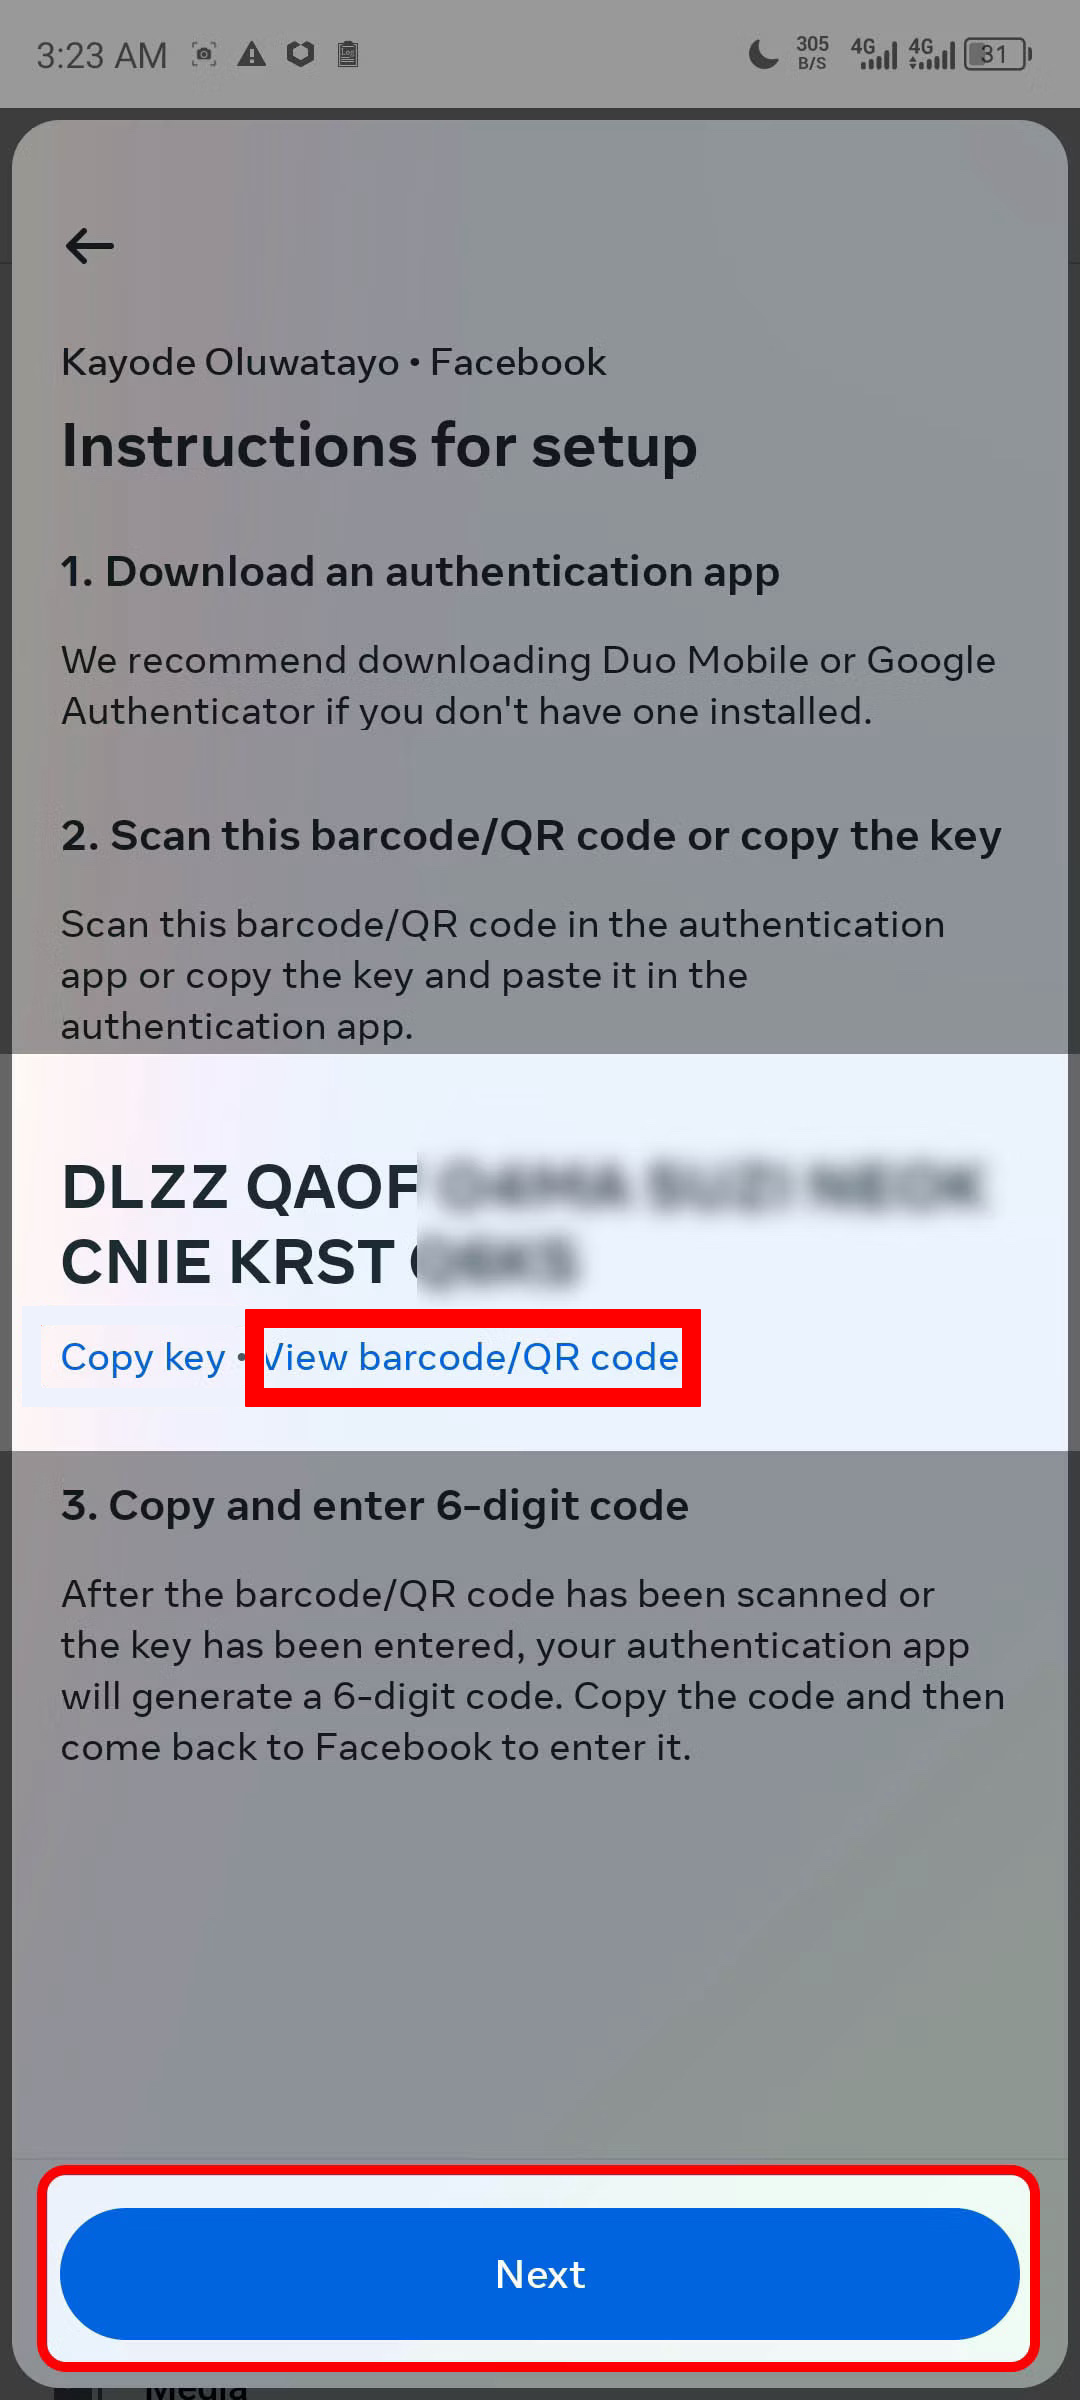 3:23 AM
305
B/S
4G
4G
31
Kayode Oluwatayo • Facebook
Instructions for setup
1. Download an authentication app
We recommend downloading Duo Mobile or Google
Authenticator if you don't have one installed.
2. Scan this barcode/QR code or copy the key
Scan this barcode/QR code in the authentication
app or copy the key and paste it in the
authentication app.
DLZZ QAOF
CNIE KRST
Copy key • View barcode/QR code
3. Copy and enter 6-digit code
After the barcode/QR code has been scanned or
the key has been entered, your authentication app
will generate a 6-digit code. Copy the code and then
come back to Facebook to enter it.
Next
Media